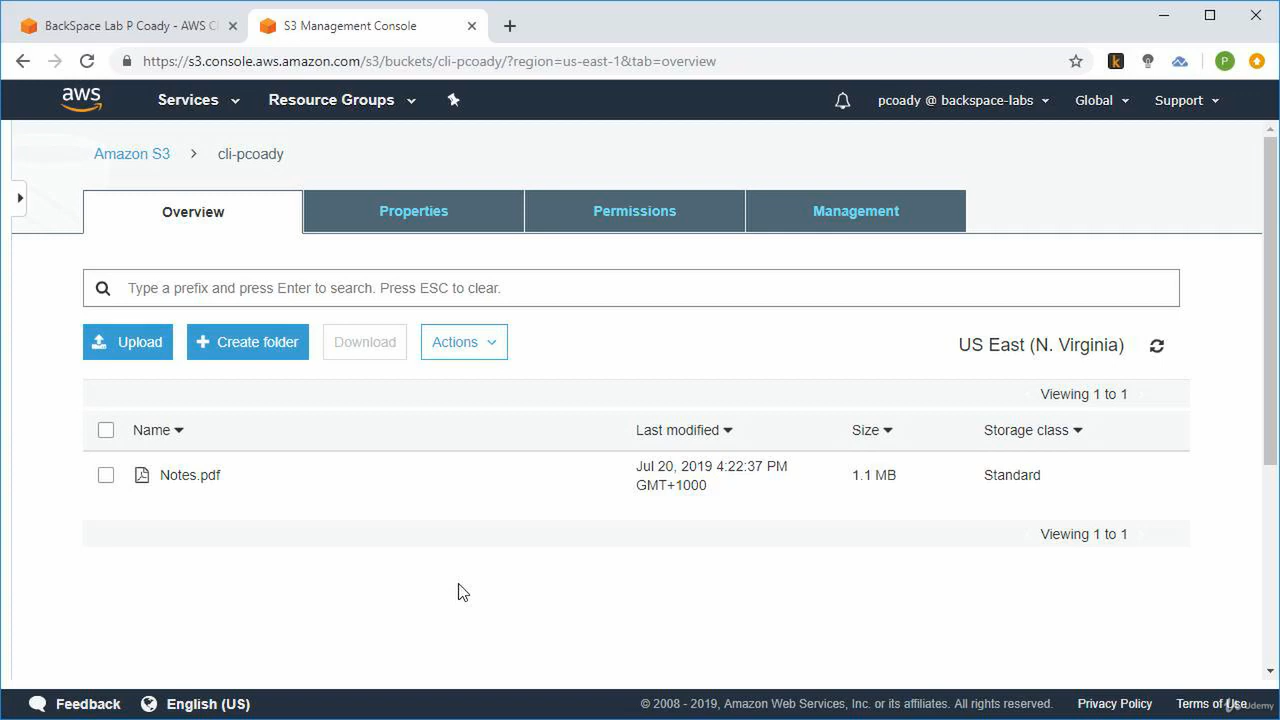 BackSpace Lab P Coady - AWS Cl
S3 Management Console
https://s3.console.aws.amazon.com/s3/buckets/cli-pcoady/?region=us-east-1&tab=overview
k
P
aws
Services
Resource Groups
pcoady @ backspace-labs
Global
Support
Amazon S3 > cli-pcoady
Overview
Properties
Permissions
Management
Type a prefix and press Enter to search. Press ESC to clear.
Upload
+ Create folder
Download
Actions
US East (N. Virginia)
Viewing 1 to 1
Name
Last modified
Size
Storage class
Notes.pdf
Jul 20, 2019 4:22:37 PM
GMT+1000
1.1 MB
Standard
Viewing 1 to 1
Feedback
English (US)
© 2008 - 2019, Amazon Web Services, Inc. or its affiliates. All rights reserved.
Privacy Policy
Terms of Use
Udemy